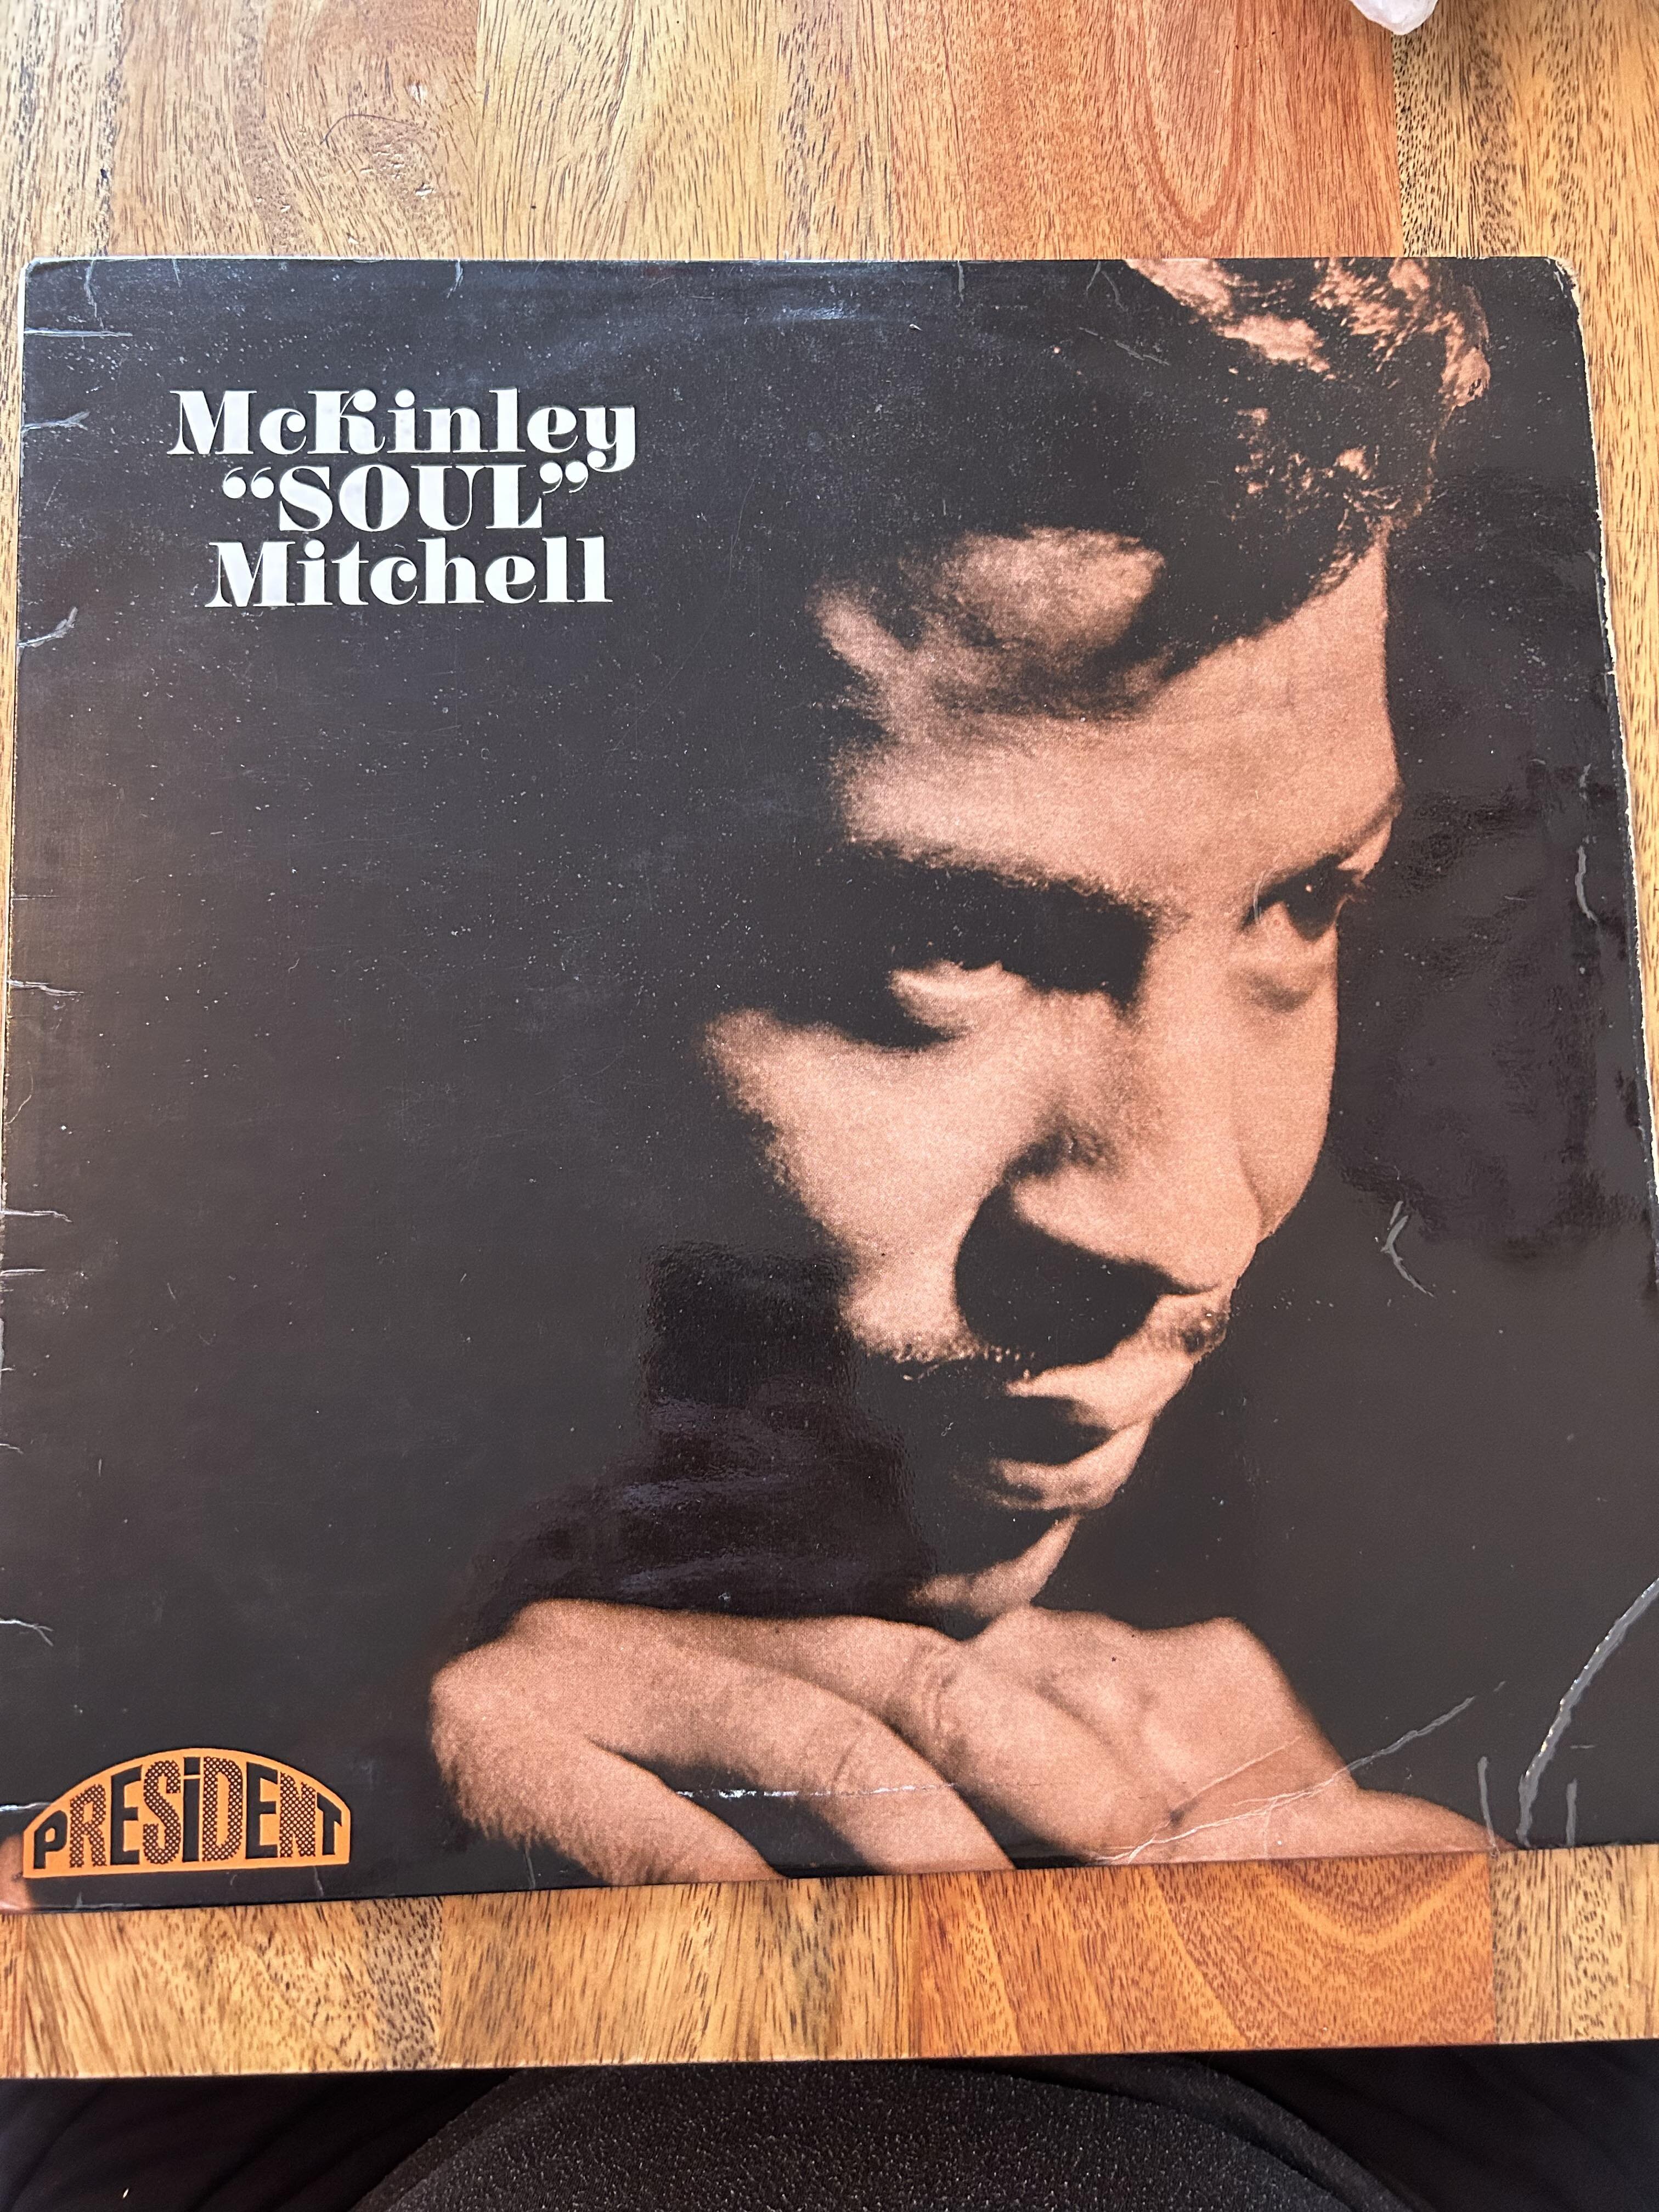 McKinley
“SOUL”
Mitchell
PRESiDENT